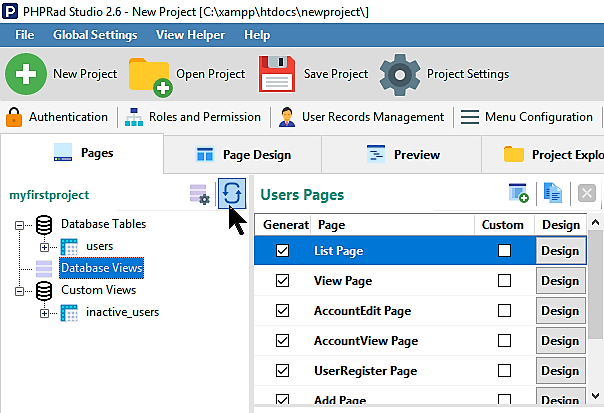 PHPRad Studio 2.6 - New Project [C:\xampp\htdocs\newproject\]
File Global Settings View Helper Help
New Project Open Project Save Project Project Settings
Authentication Roles and Permission User Records Management Menu Configuration
Pages Page Design Preview Project Explo
myfirstproject Users Pages
Database Tables
users
Database Views
Custom Views
inactive_users
Generat Page Custom Design
List Page Design
View Page Design
AccountEdit Page Design
AccountView Page Design
UserRegister Page Design
Add Page Design